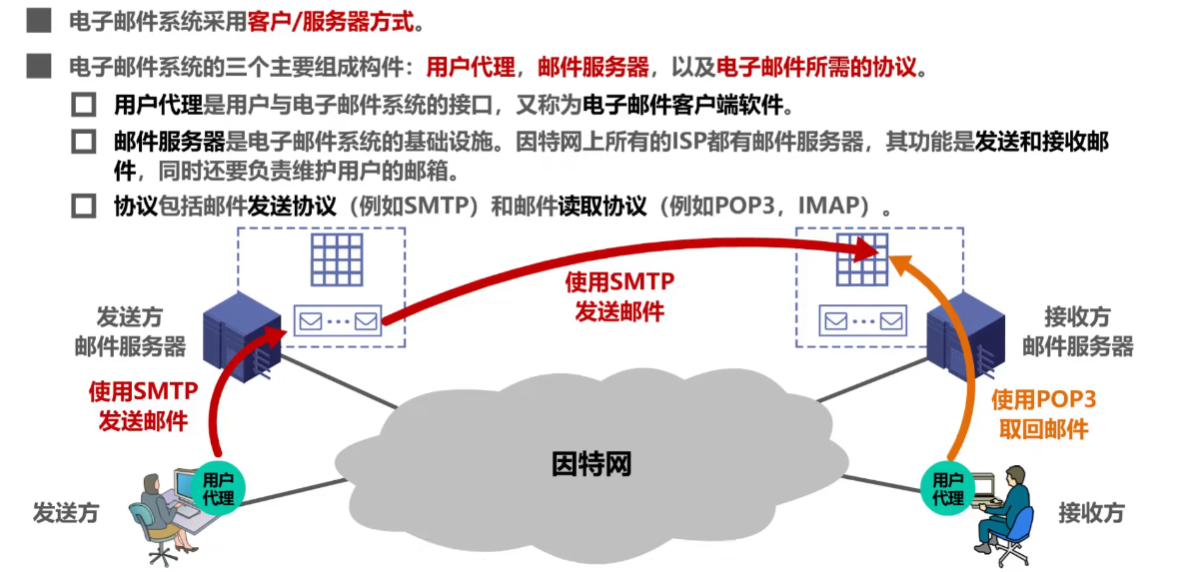 电子邮件系统采用客户/服务器方式。
电子邮件系统的三个主要组成构件：用户代理，邮件服务器，以及电子邮件所需的协议。
用户代理是用户与电子邮件系统的接口，又称为电子邮件客户端软件。
邮件服务器是电子邮件系统的基础设施。因特网上所有的ISP都有邮件服务器，其功能是发送和接收邮
件，同时还要负责维护用户的邮箱。
协议包括邮件发送协议（例如SMTP）和邮件读取协议（例如POP3，IMAP）。
使用SMTP
发送邮件
发送方
邮件服务器
接收方
邮件服务器
使用SMTP
发送邮件
使用POP3
取回邮件
因特网
用户
代理
用户
代理
发送方
接收方